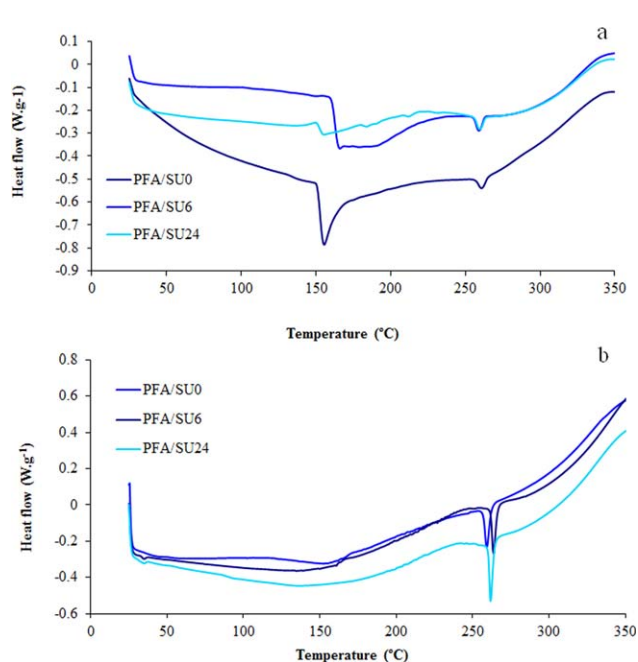 a
0.1
0
-0.1
-0.2
-0.3
-0.4
-0.5
-0.6
-0.7
-0.8
-0.9
Heat flow (W.g-1)
PFA/SU0
PFA/SU6
PFA/SU24
0 50 100 150 200 250 300 350
Temperature (°C)
b
0.8
0.6
0.4
0.2
0
-0.2
-0.4
-0.6
Heat flow (W.g-1)
PFA/SU0
PFA/SU6
PFA/SU24
0 50 100 150 200 250 300 350
Temperature (°C)